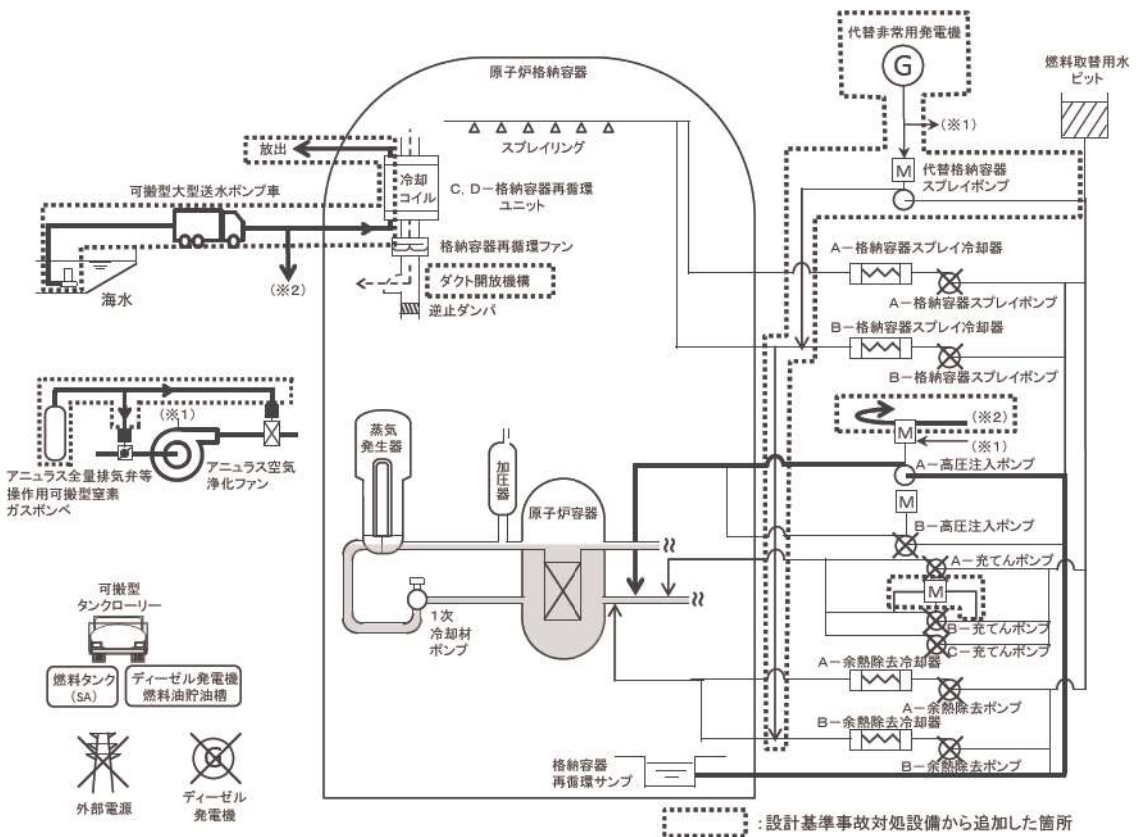 代替非常用発電機
G
燃料取替用水
ピット
原子炉格納容器
(※1)
放出
スプレイリング
M
代替格納容器
スプレイポンプ
冷却
コイル
C, D-格納容器再循環
ユニット
可搬型大型送水ポンプ車
格納容器再循環ファン
A-格納容器スプレイ冷却器
(※2)
ダクト開放機構
海水
逆止ダンパ
A-格納容器スプレイポンプ
B-格納容器スプレイ冷却器
B-格納容器スプレイポンプ
(※1)
(※2)
M
(※1)
蒸気
発生器
加圧器
アニュラス全量排気弁等
操作用可搬型窒素
ガスボンベ
アニュラス空気
浄化ファン
A-高圧注入ポンプ
M
原子炉容器
B-高圧注入ポンプ
A-充てんポンプ
M
可搬型
タンクローリー
1次
冷却材
ポンプ
B-充てんポンプ
C-充てんポンプ
A-余熱除去冷却器
燃料タンク
(SA)
ディーゼル発電機
燃料油貯油槽
A-余熱除去ポンプ
B-余熱除去冷却器
格納容器
再循環サンプ
B-余熱除去ポンプ
外部電源
ディーゼル
発電機
:設計基準事故対処設備から追加した箇所